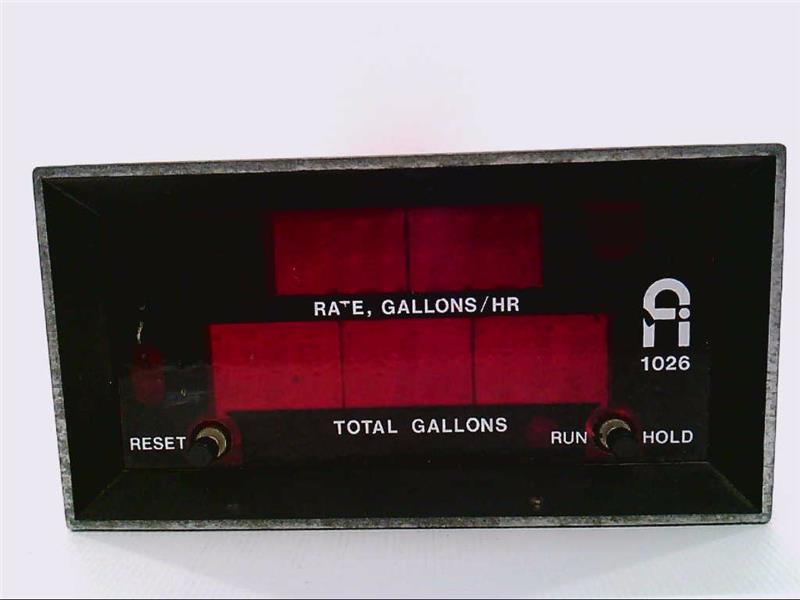 RATE, GALLONS/HR
1026
TOTAL GALLONS
RESET
RUN HOLD